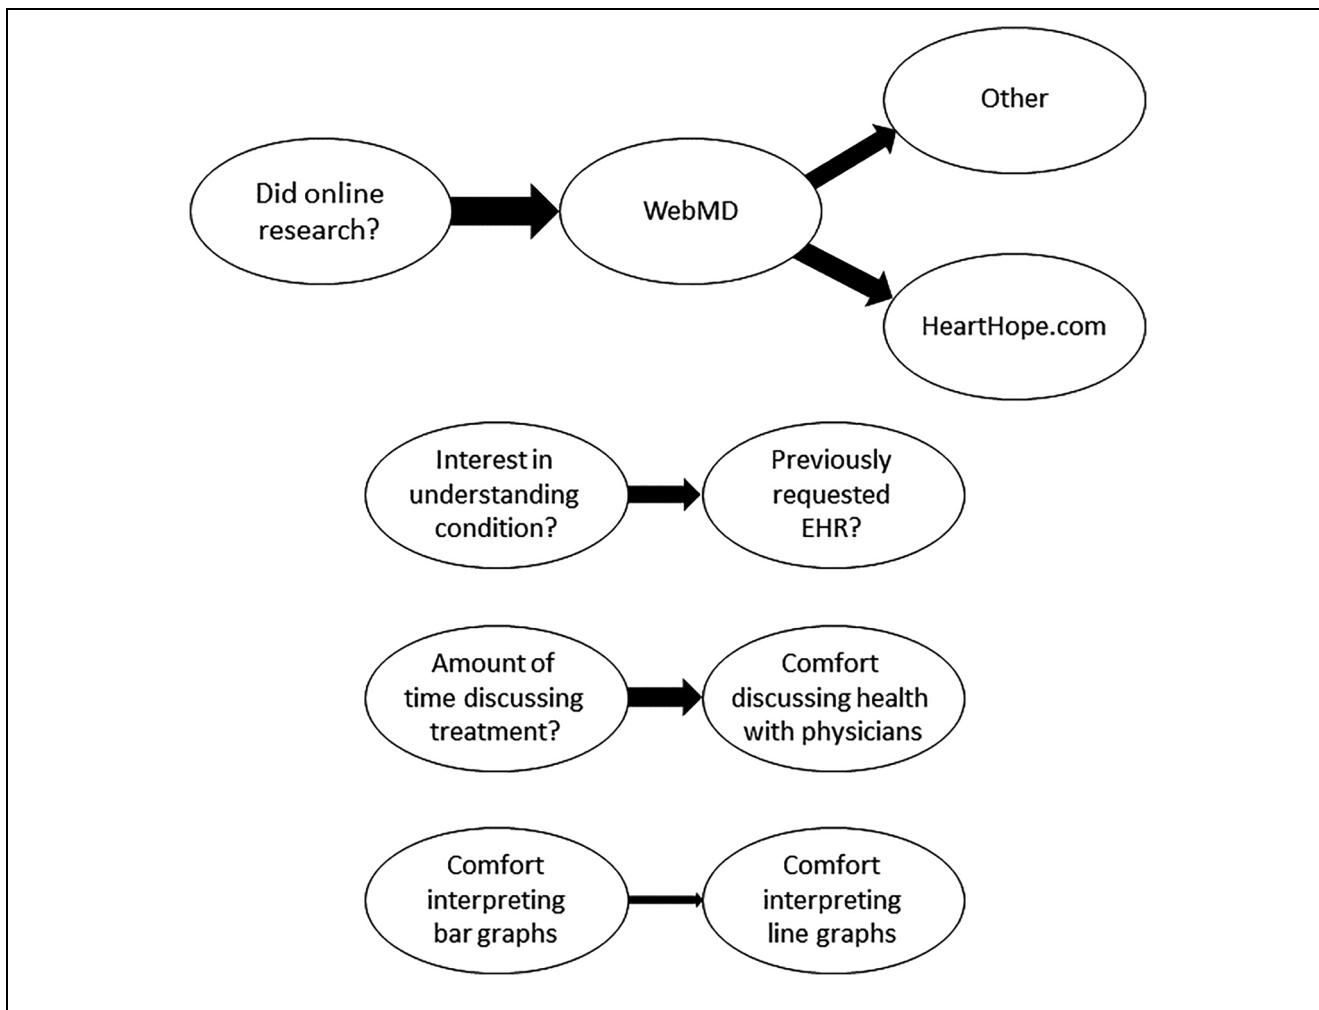 Did online
research?
WebMD
Other
HeartHope.com
Interest in
understanding
condition?
Previously
requested
EHR?
Amount of
time discussing
treatment?
Comfort
discussing health
with physicians
Comfort
interpreting
bar graphs
Comfort
interpreting
line graphs